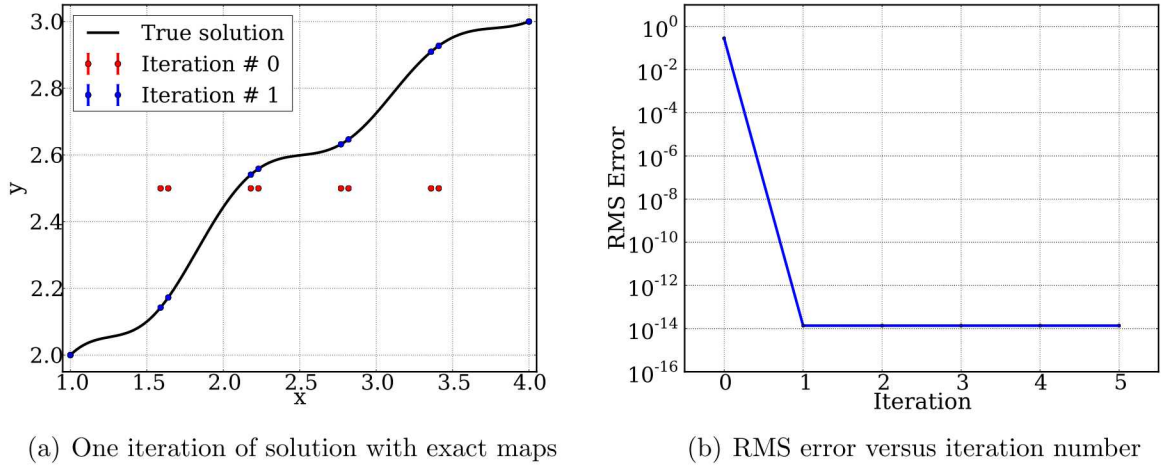 3.0
2.8
2.6
2.4
2.2
2.0
y
True solution
Iteration # 0
Iteration # 1
1.0 1.5 2.0 2.5 3.0 3.5 4.0
x
(a) One iteration of solution with exact maps
10^0
10^-2
10^-4
10^-6
10^-8
10^-10
10^-12
10^-14
10^-16
RMS Error
0 1 2 3 4 5
Iteration
(b) RMS error versus iteration number